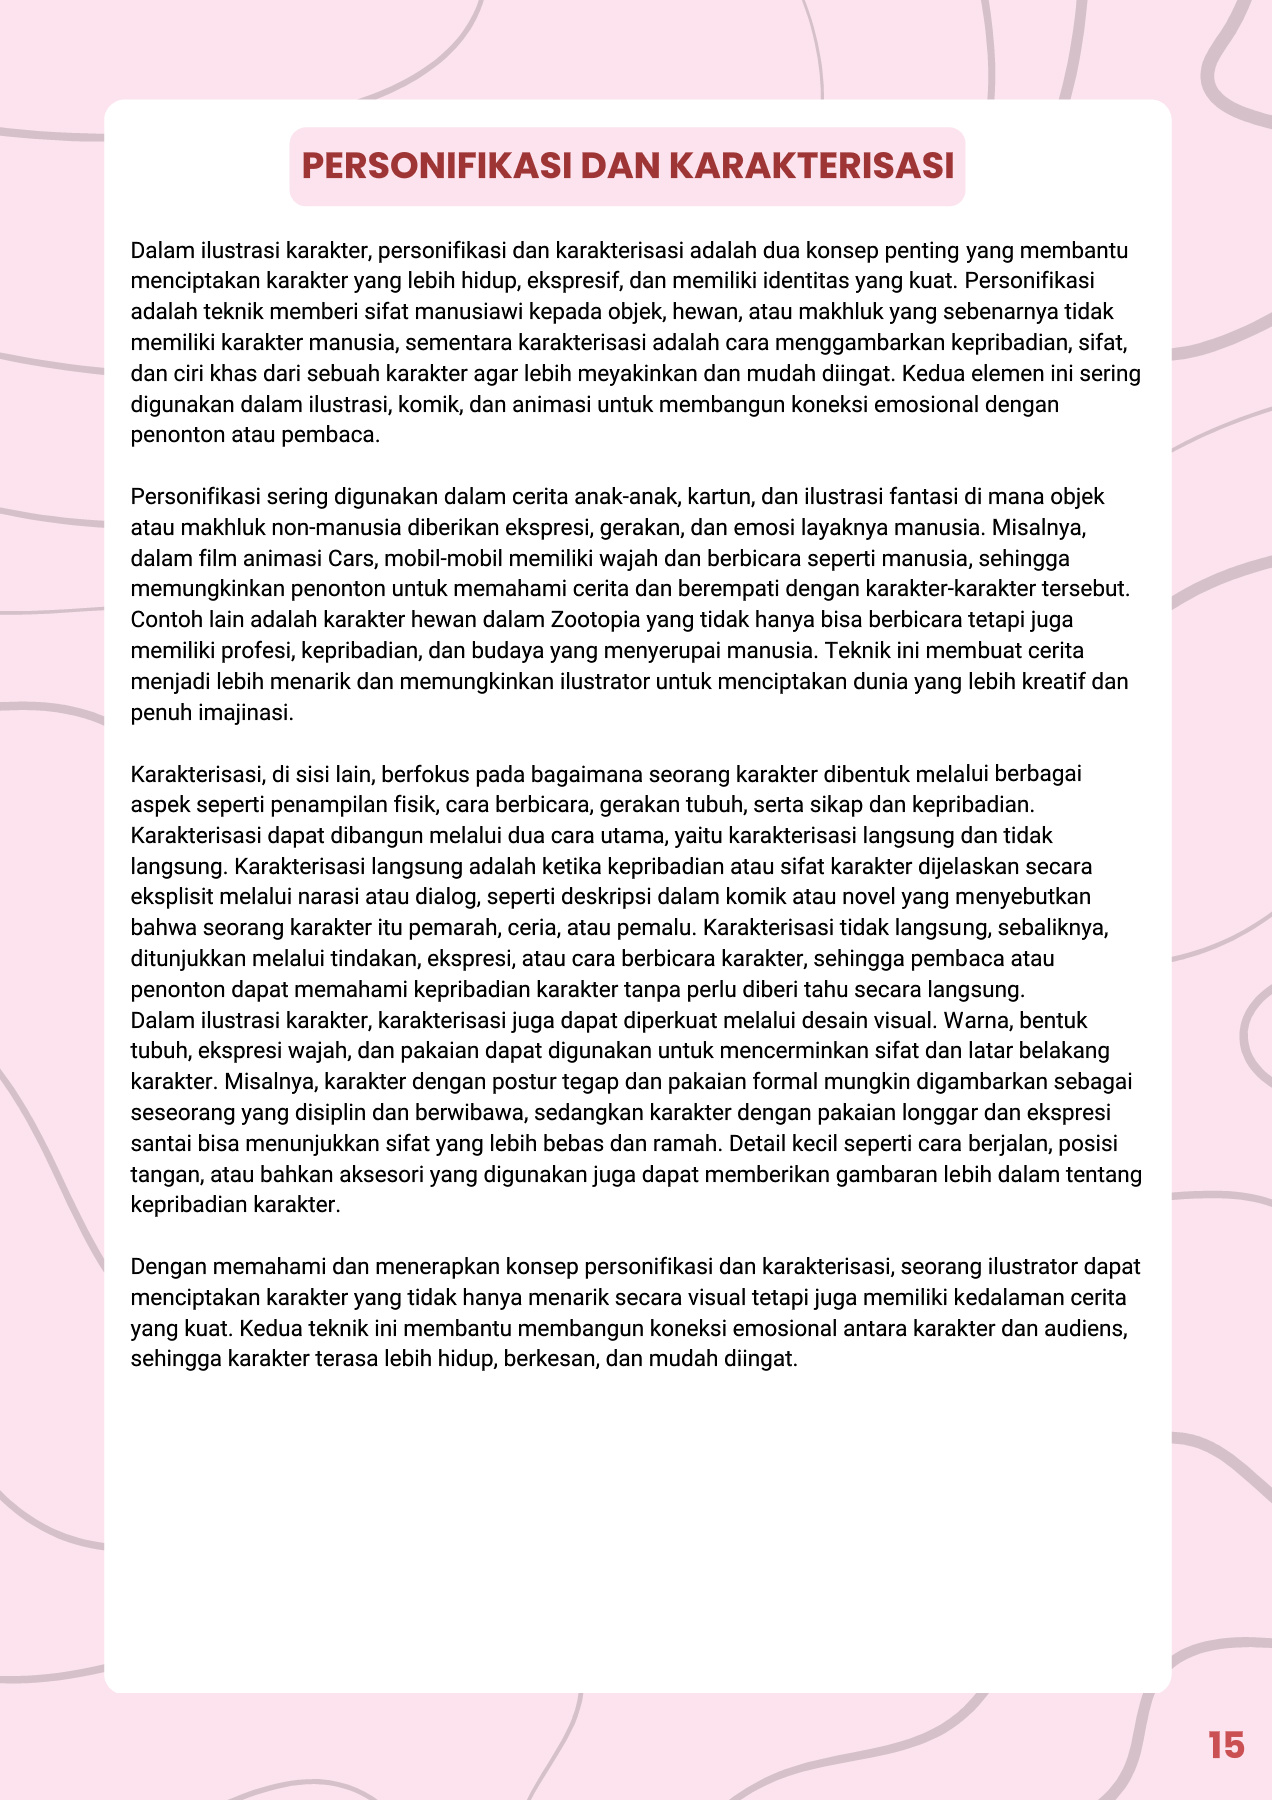 PERSONIFIKASI DAN KARAKTERISASI
Dalam ilustrasi karakter, personifikasi dan karakterisasi adalah dua konsep penting yang membantu
menciptakan karakter yang lebih hidup, ekspresif, dan memiliki identitas yang kuat. Personifikasi
adalah teknik memberi sifat manusiawi kepada objek, hewan, atau makhluk yang sebenarnya tidak
memiliki karakter manusia, sementara karakterisasi adalah cara menggambarkan kepribadian, sifat,
dan ciri khas dari sebuah karakter agar lebih meyakinkan dan mudah diingat. Kedua elemen ini sering
digunakan dalam ilustrasi, komik, dan animasi untuk membangun koneksi emosional dengan
penonton atau pembaca.
Personifikasi sering digunakan dalam cerita anak-anak, kartun, dan ilustrasi fantasi di mana objek
atau makhluk non-manusia diberikan ekspresi, gerakan, dan emosi layaknya manusia. Misalnya,
dalam film animasi Cars, mobil-mobil memiliki wajah dan berbicara seperti manusia, sehingga
memungkinkan penonton untuk memahami cerita dan berempati dengan karakter-karakter tersebut.
Contoh lain adalah karakter hewan dalam Zootopia yang tidak hanya bisa berbicara tetapi juga
memiliki profesi, kepribadian, dan budaya yang menyerupai manusia. Teknik ini membuat cerita
menjadi lebih menarik dan memungkinkan ilustrator untuk menciptakan dunia yang lebih kreatif dan
penuh imajinasi.
Karakterisasi, di sisi lain, berfokus pada bagaimana seorang karakter dibentuk melalui berbagai
aspek seperti penampilan fisik, cara berbicara, gerakan tubuh, serta sikap dan kepribadian.
Karakterisasi dapat dibangun melalui dua cara utama, yaitu karakterisasi langsung dan tidak
langsung. Karakterisasi langsung adalah ketika kepribadian atau sifat karakter dijelaskan secara
eksplisit melalui narasi atau dialog, seperti deskripsi dalam komik atau novel yang menyebutkan
bahwa seorang karakter itu pemarah, ceria, atau pemalu. Karakterisasi tidak langsung, sebaliknya,
ditunjukkan melalui tindakan, ekspresi, atau cara berbicara karakter, sehingga pembaca atau
penonton dapat memahami kepribadian karakter tanpa perlu diberi tahu secara langsung.
Dalam ilustrasi karakter, karakterisasi juga dapat diperkuat melalui desain visual. Warna, bentuk
tubuh, ekspresi wajah, dan pakaian dapat digunakan untuk mencerminkan sifat dan latar belakang
karakter. Misalnya, karakter dengan postur tegap dan pakaian formal mungkin digambarkan sebagai
seseorang yang disiplin dan berwibawa, sedangkan karakter dengan pakaian longgar dan ekspresi
santai bisa menunjukkan sifat yang lebih bebas dan ramah. Detail kecil seperti cara berjalan, posisi
tangan, atau bahkan aksesori yang digunakan juga dapat memberikan gambaran lebih dalam tentang
kepribadian karakter.
Dengan memahami dan menerapkan konsep personifikasi dan karakterisasi, seorang ilustrator dapat
menciptakan karakter yang tidak hanya menarik secara visual tetapi juga memiliki kedalaman cerita
yang kuat. Kedua teknik ini membantu membangun koneksi emosional antara karakter dan audiens,
sehingga karakter terasa lebih hidup, berkesan, dan mudah diingat.
15